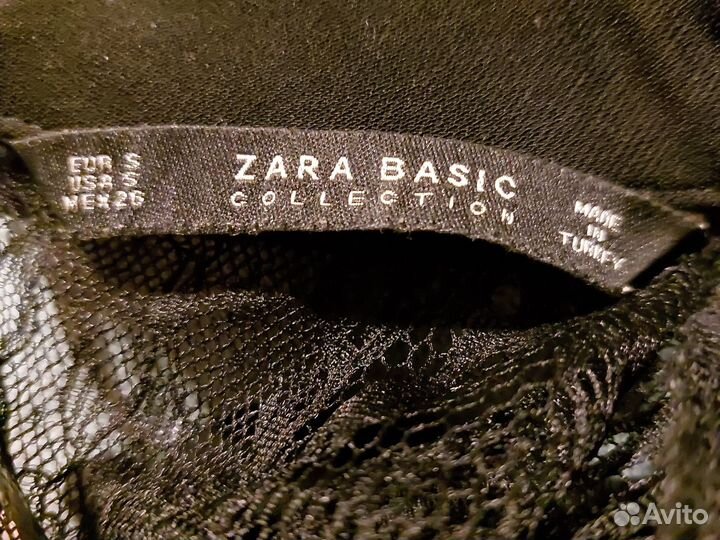 EUR S
USA S
MEX 26
ZARA BASIC
COLLECTION
MADE
IN
TURKEY
Avito